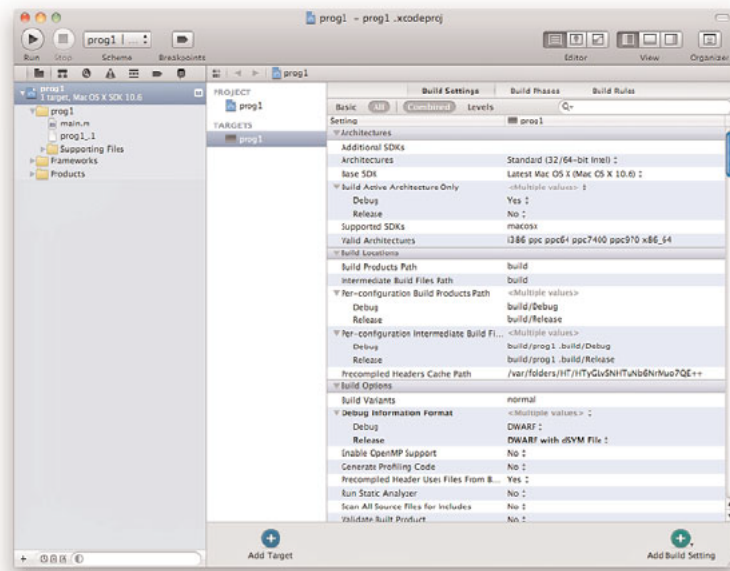 prog1 – prog1 .xcodeproj
prog1 | ...
Run Stop Scheme Breakpoints Editor View Organizer
prog1
prog1
1 target, Mac OS X SDK 10.6
M
prog1
main.m
prog1_.1
Supporting Files
Frameworks
Products
PROJECT
prog1
TARGETS
prog1
Build Settings Build Phases Build Rules
Basic All Combined Levels
Setting prog1
Architectures
Additional SDKs
Architectures Standard (32/64-bit Intel)
Base SDK Latest Mac OS X (Mac OS X 10.6)
Build Active Architecture Only <Multiple values>
Debug Yes
Release No
Supported SDKs macosx
Valid Architectures i386 ppc ppc64 ppc7400 ppc970 x86_64
Build Locations
Build Products Path build
Intermediate Build Files Path build
Per-configuration Build Products Path <Multiple values>
Debug build/Debug
Release build/Release
Per-configuration Intermediate Build Fi... <Multiple values>
Debug build/prog1 .build/Debug
Release build/prog1 .build/Release
Precompiled Headers Cache Path
Build Options
Build Variants normal
Debug Information Format <Multiple values>
Debug DWARF
Release DWARF with dSYM File
Enable OpenMP Support No
Generate Profiling Code No
Precompiled Header Uses Files From B... Yes
Run Static Analyzer No
Scan All Source Files for Includes No
Validate Built Product No
Add Target
Add Build Setting